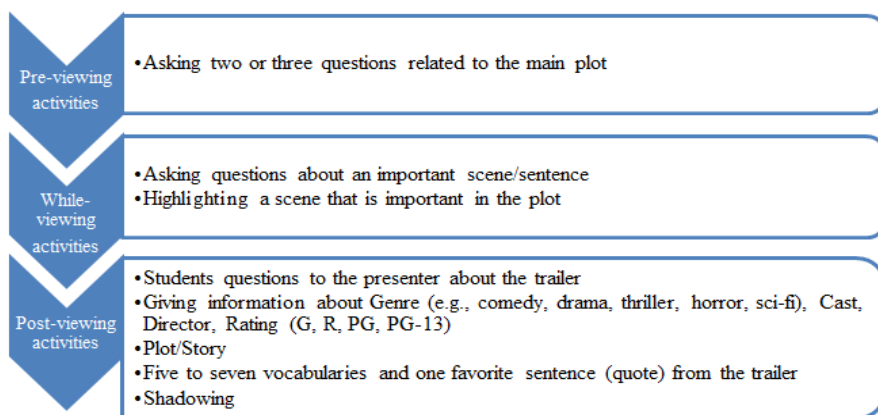 Pre-viewing
activities
•Asking two or three questions related to the main plot
While-
viewing
activities
•Asking questions about an important scene/sentence
•Highlighting a scene that is important in the plot
Post-viewing
activities
•Students questions to the presenter about the trailer
•Giving information about Genre (e.g., comedy, drama, thriller, horror, sci-fi), Cast,
Director, Rating (G, R, PG, PG-13)
•Plot/Story
•Five to seven vocabularies and one favorite sentence (quote) from the trailer
•Shadowing